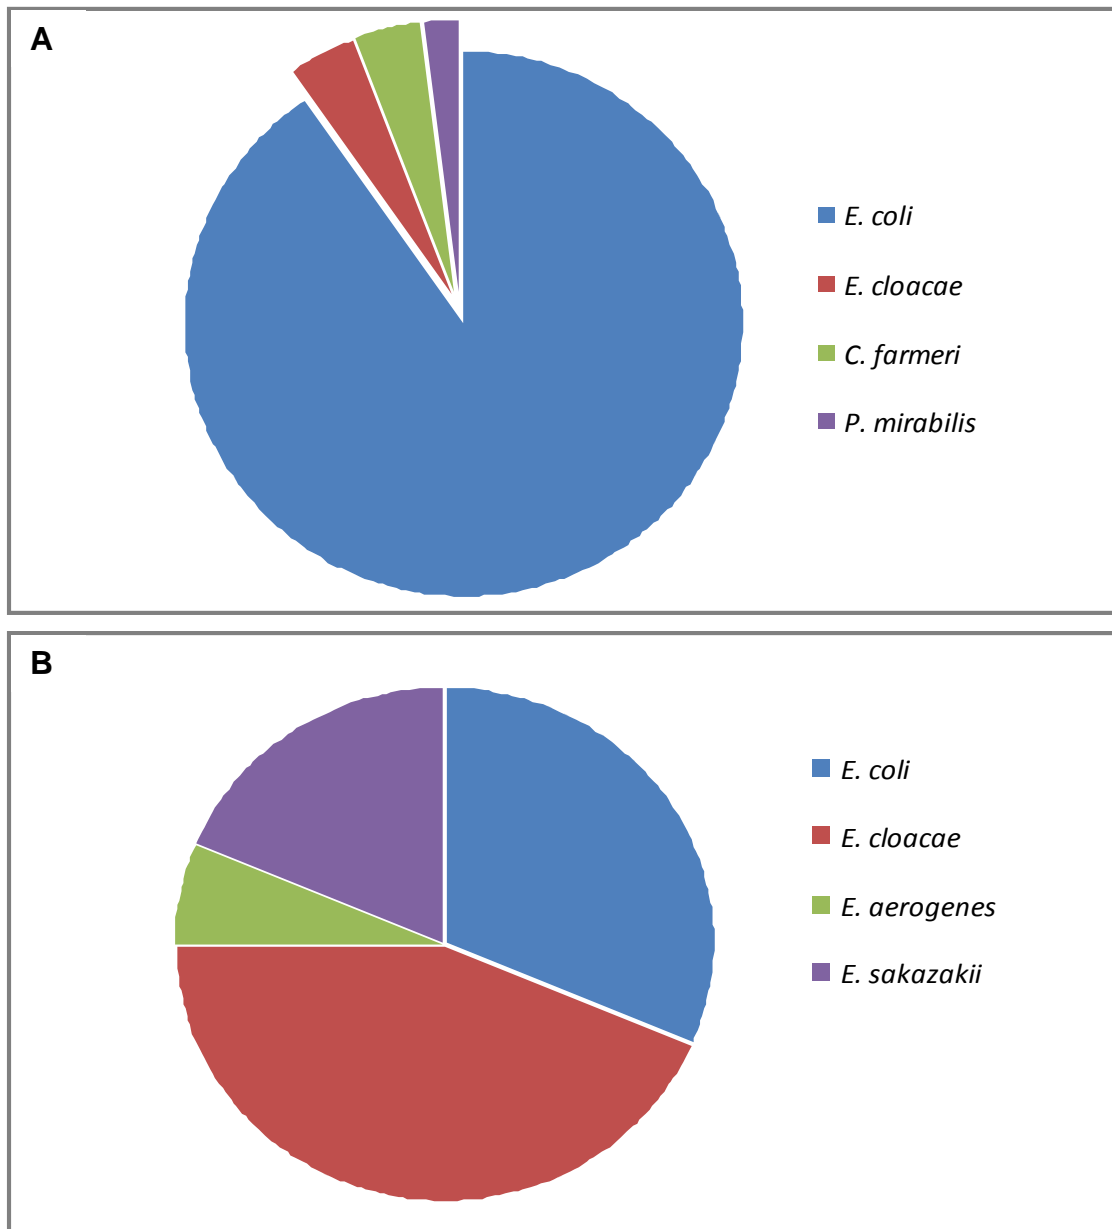 A
E. coli
E. cloacae
C. farmeri
P. mirabilis
B
E. coli
E. cloacae
E. aerogenes
E. sakazakii